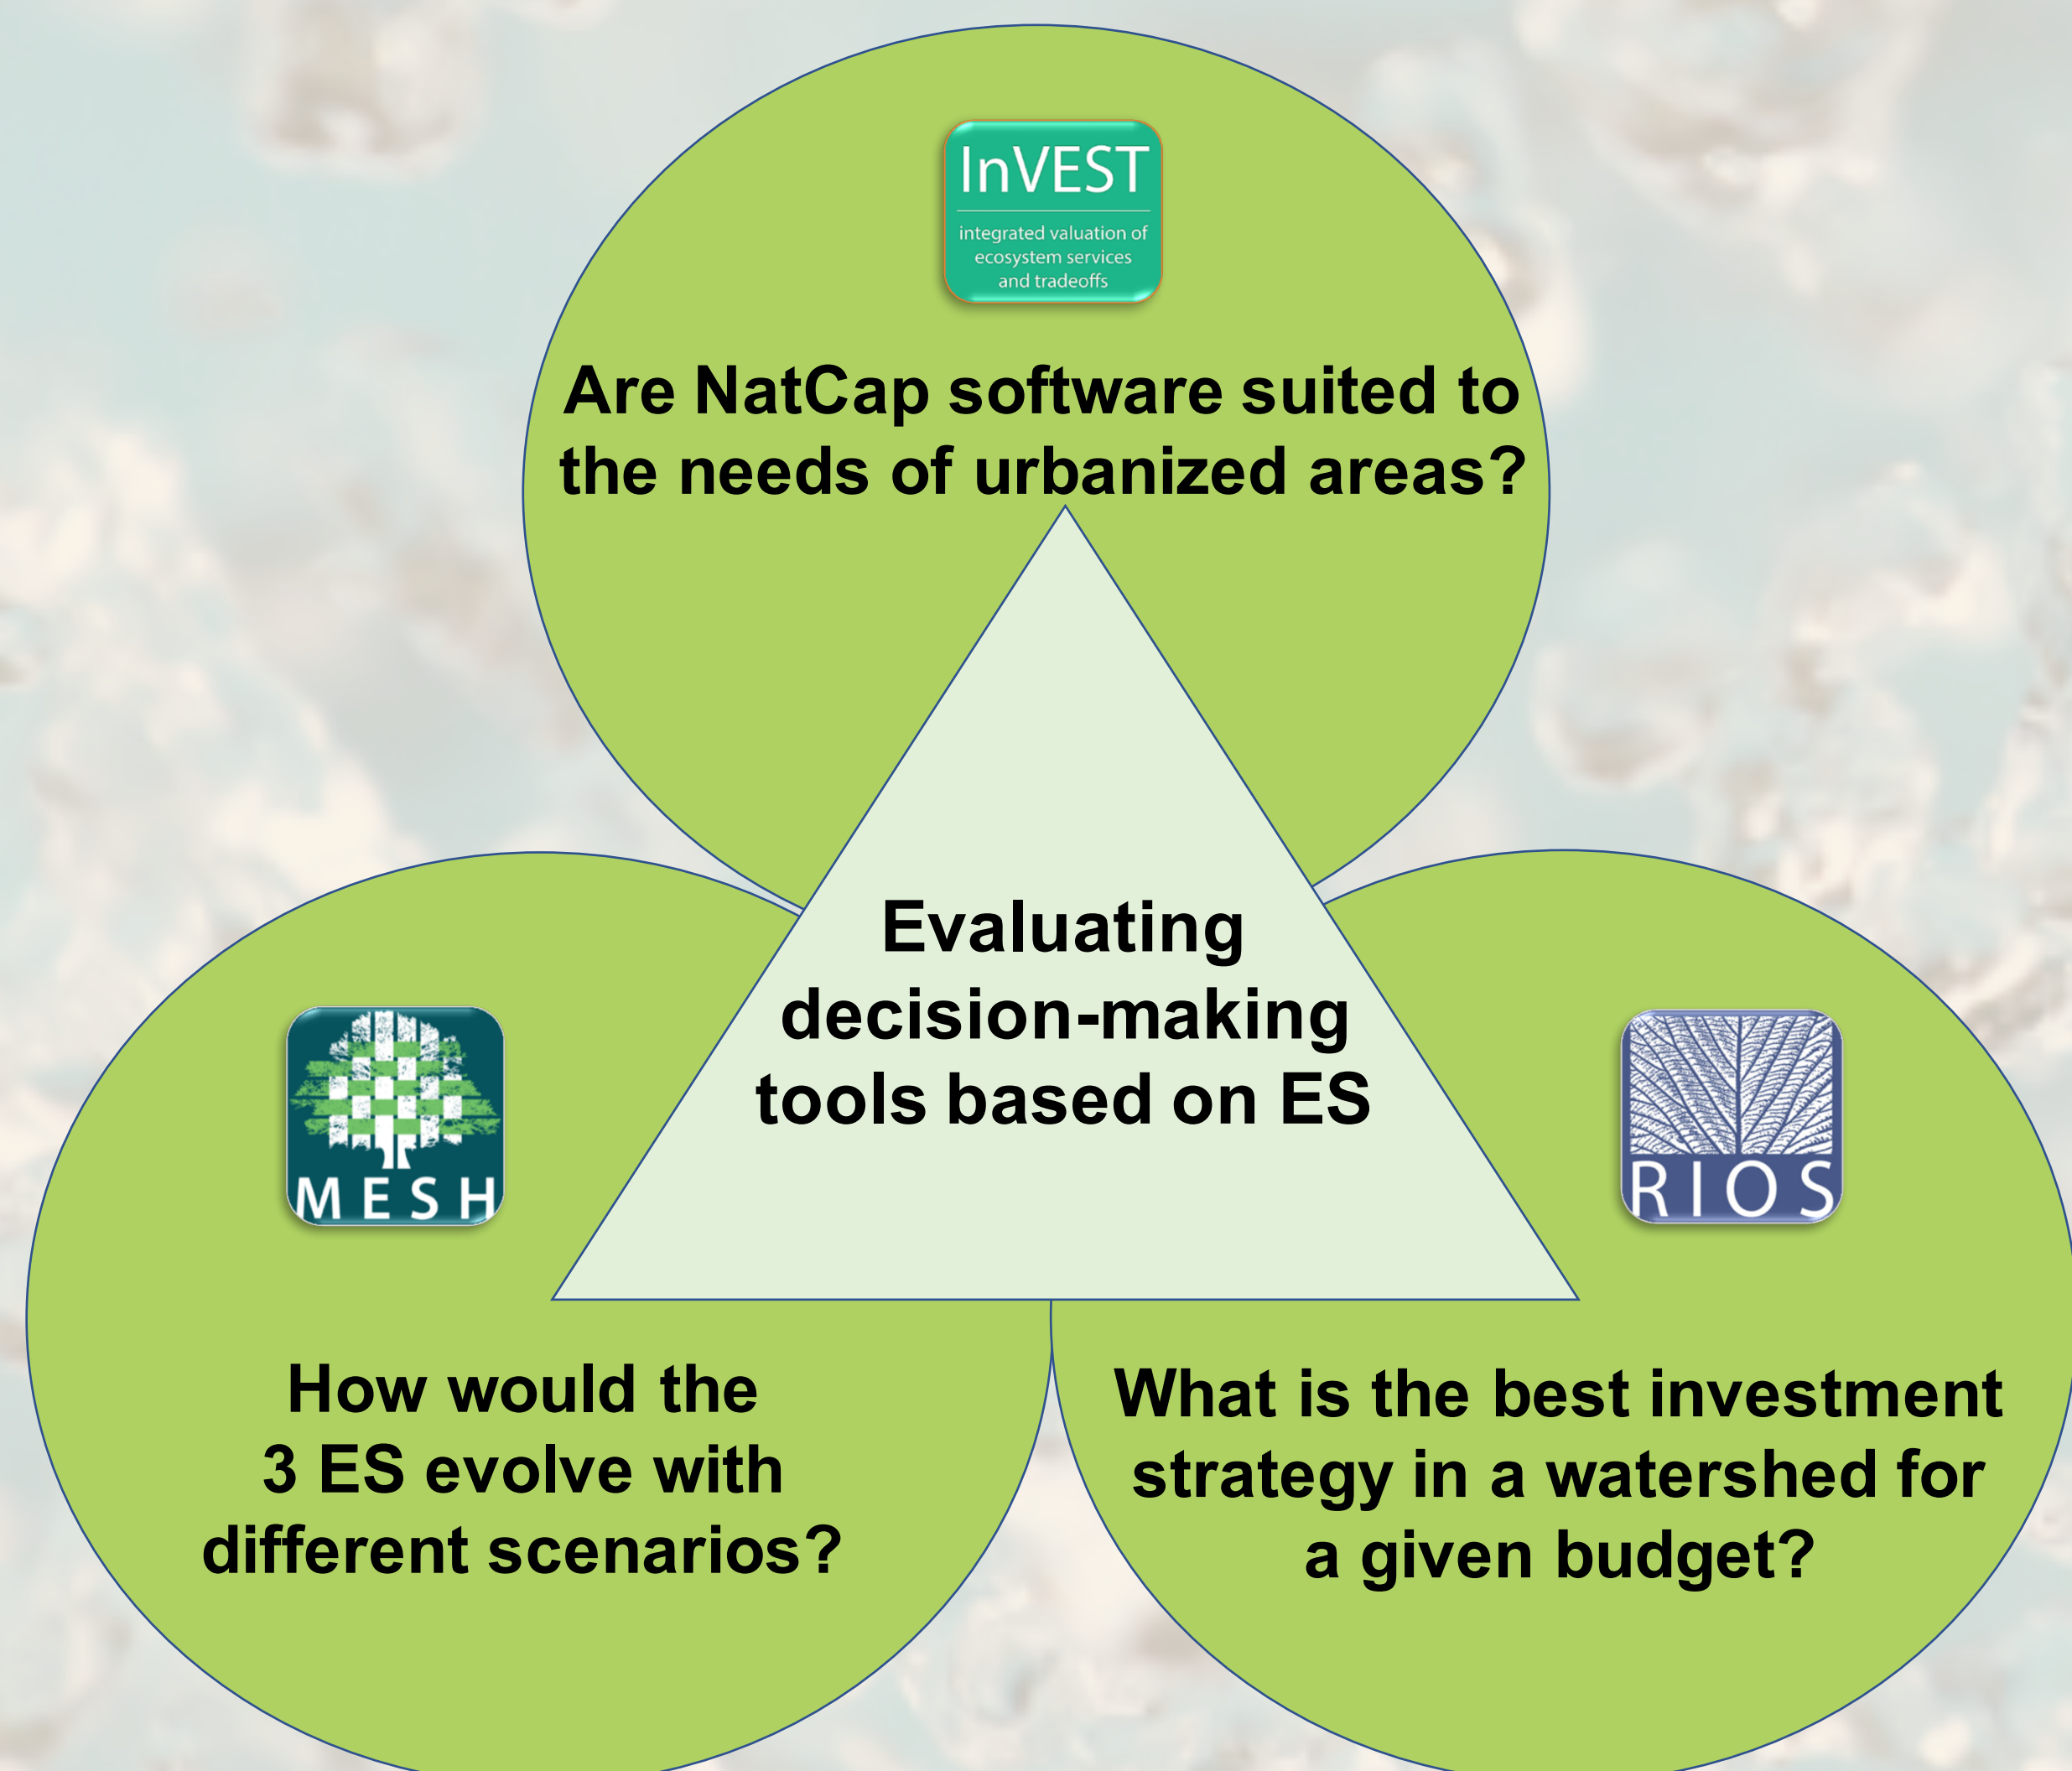 InVEST
integrated valuation of
ecosystem services
and tradeoffs
Are NatCap software suited to
the needs of urbanized areas?
Evaluating
decision-making
tools based on ES
MESH
How would the
3 ES evolve with
different scenarios?
RIOS
What is the best investment
strategy in a watershed for
a given budget?